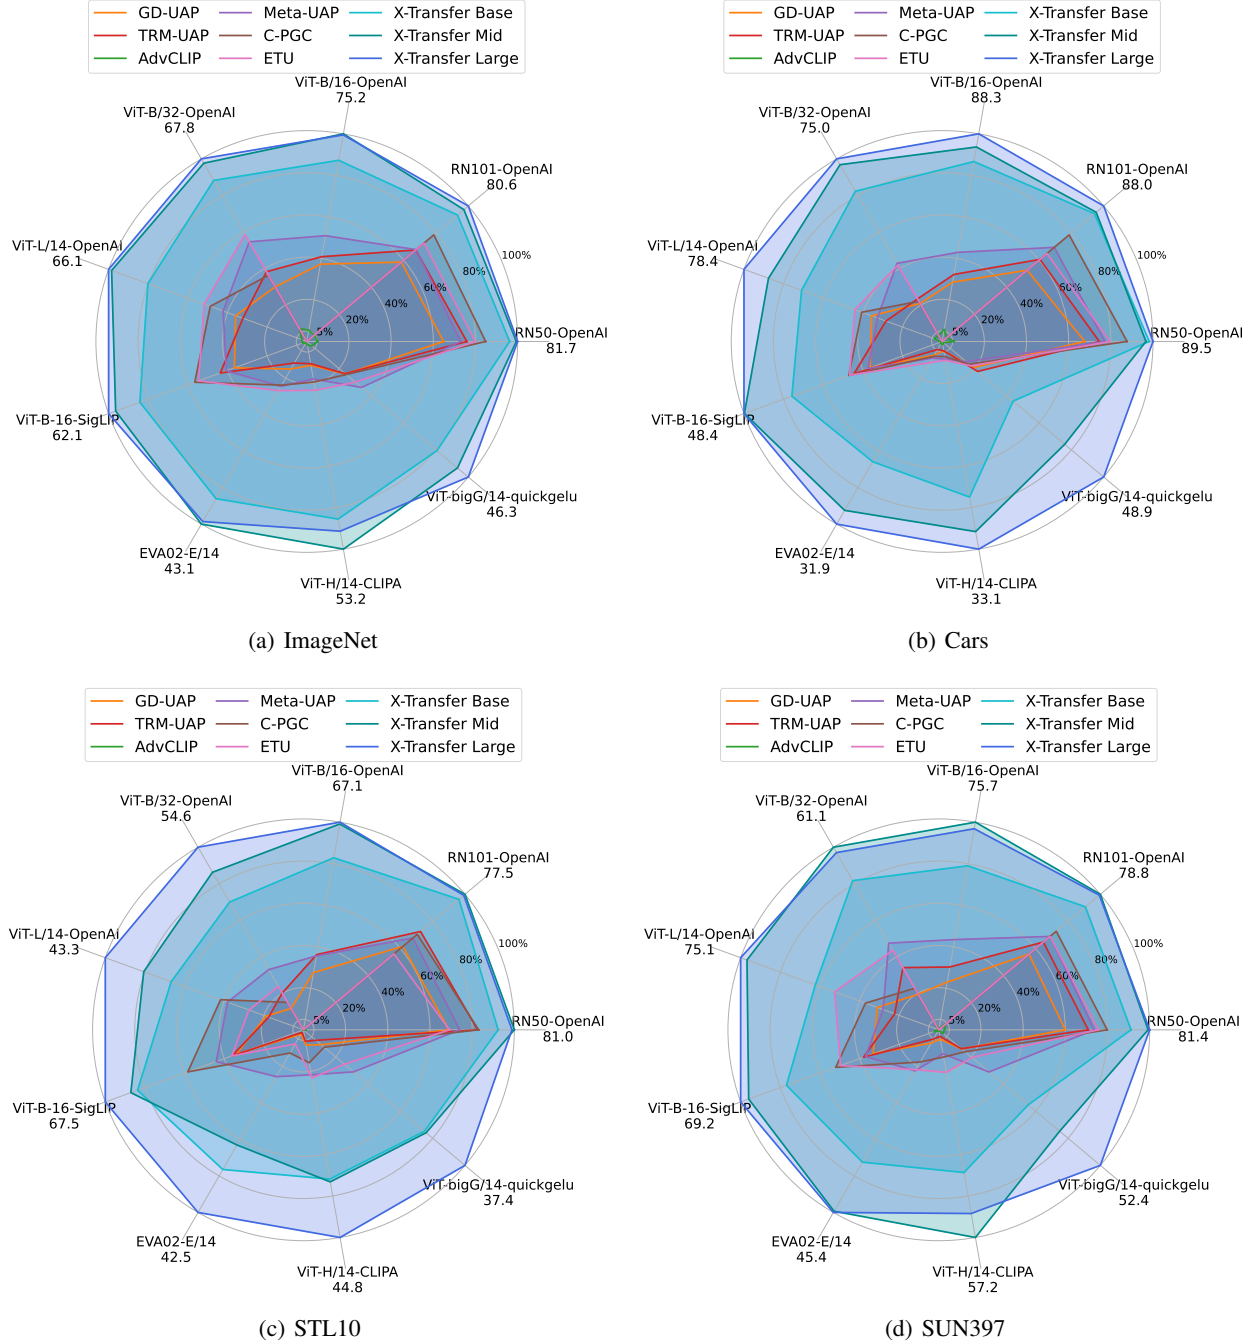 GD-UAP Meta-UAP X-Transfer Base
TRM-UAP C-PGC X-Transfer Mid
AdvCLIP ETU X-Transfer Large
ViT-B/16-OpenAI
75.2
ViT-B/32-OpenAI
67.8
RN101-OpenAI
80.6
ViT-L/14-OpenAI
66.1
100%
80%
60%
40%
20%
5%
RN50-OpenAI
81.7
ViT-B-16-SigLIP
62.1
ViT-bigG/14-quickgelu
46.3
EVA02-E/14
43.1
ViT-H/14-CLIPA
53.2
(a) ImageNet
GD-UAP Meta-UAP X-Transfer Base
TRM-UAP C-PGC X-Transfer Mid
AdvCLIP ETU X-Transfer Large
ViT-B/16-OpenAI
88.3
ViT-B/32-OpenAI
75.0
RN101-OpenAI
88.0
ViT-L/14-OpenAI
78.4
100%
80%
60%
40%
20%
5%
RN50-OpenAI
89.5
ViT-B-16-SigLIP
48.4
ViT-bigG/14-quickgelu
48.9
EVA02-E/14
31.9
ViT-H/14-CLIPA
33.1
(b) Cars
GD-UAP Meta-UAP X-Transfer Base
TRM-UAP C-PGC X-Transfer Mid
AdvCLIP ETU X-Transfer Large
ViT-B/16-OpenAI
67.1
ViT-B/32-OpenAI
54.6
RN101-OpenAI
77.5
ViT-L/14-OpenAI
43.3
100%
80%
60%
40%
20%
5%
RN50-OpenAI
81.0
ViT-B-16-SigLIP
67.5
ViT-bigG/14-quickgelu
37.4
EVA02-E/14
42.5
ViT-H/14-CLIPA
44.8
(c) STL10
GD-UAP Meta-UAP X-Transfer Base
TRM-UAP C-PGC X-Transfer Mid
AdvCLIP ETU X-Transfer Large
ViT-B/16-OpenAI
75.7
ViT-B/32-OpenAI
61.1
RN101-OpenAI
78.8
ViT-L/14-OpenAI
75.1
100%
80%
60%
40%
20%
5%
RN50-OpenAI
81.4
ViT-B-16-SigLIP
69.2
ViT-bigG/14-quickgelu
52.4
EVA02-E/14
45.4
ViT-H/14-CLIPA
57.2
(d) SUN397